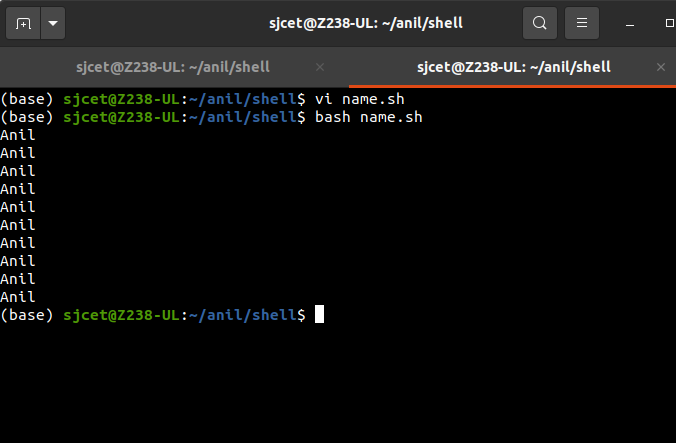 sjcet@Z238-UL: ~/anil/shell
sjcet@Z238-UL: ~/anil/shell × sjcet@Z238-UL: ~/anil/shell ×
(base) sjcet@Z238-UL:~/anil/shell$ vi name.sh
(base) sjcet@Z238-UL:~/anil/shell$ bash name.sh
Anil
Anil
Anil
Anil
Anil
Anil
Anil
Anil
Anil
Anil
(base) sjcet@Z238-UL:~/anil/shell$